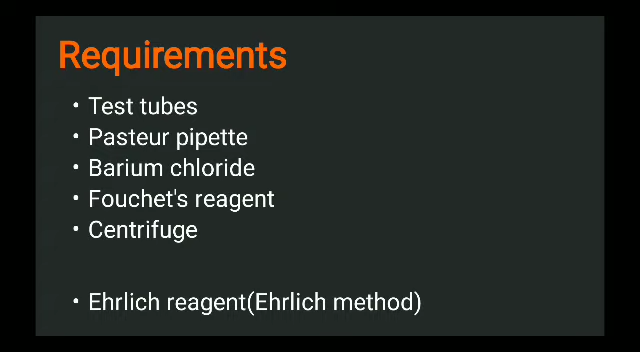 Requirements
• Test tubes
• Pasteur pipette
• Barium chloride
• Fouchet's reagent
• Centrifuge
• Ehrlich reagent(Ehrlich method)